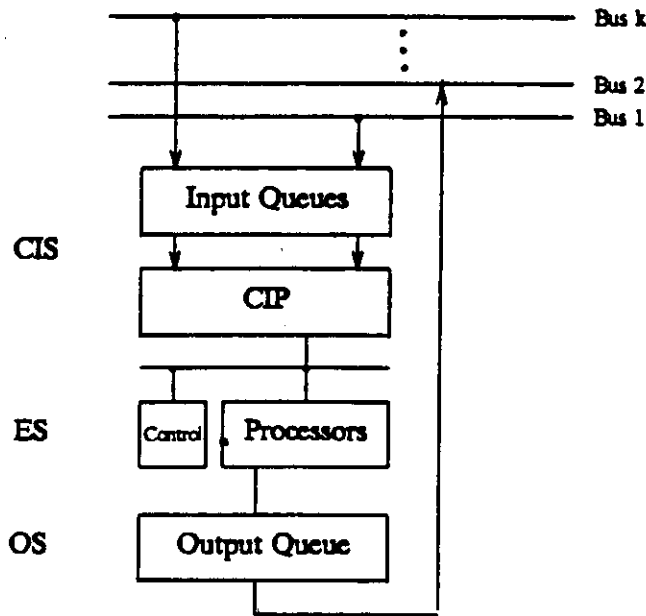 Bus k
Bus 2
Bus 1
Input Queues
CIS
CIP
ES
Control
Processors
OS
Output Queue